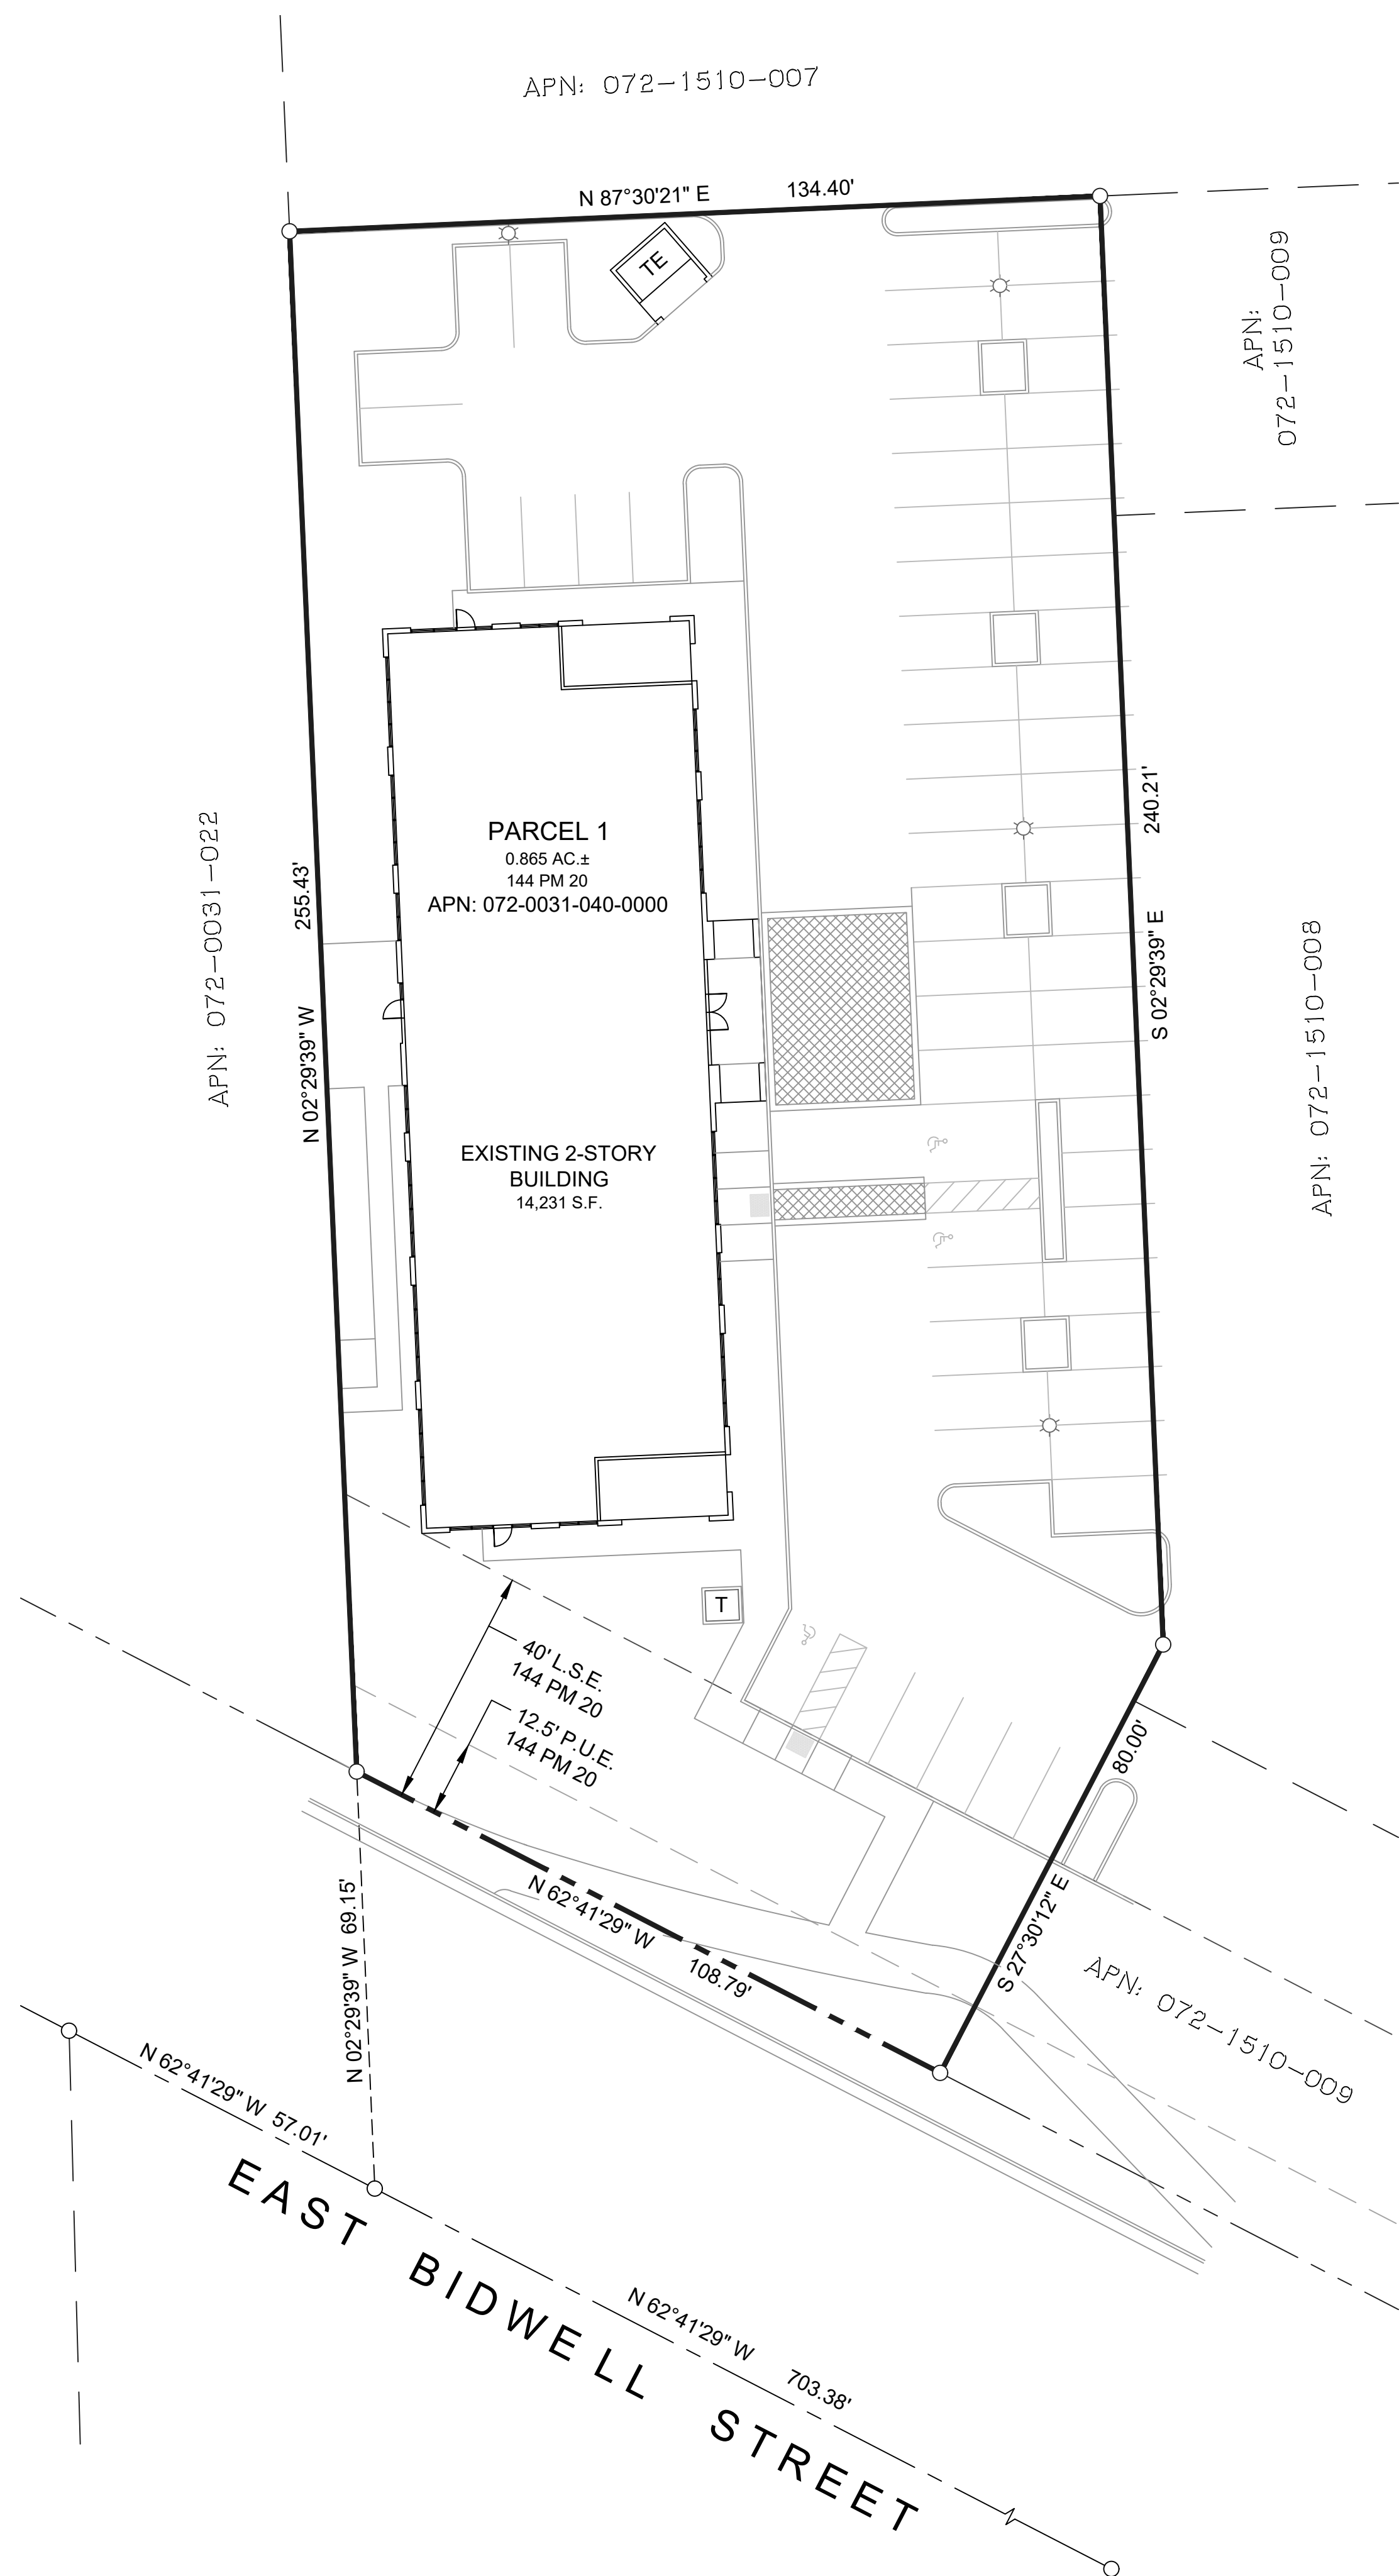 APN: 072-1510-007
N 87°30'21" E 134.40'
TE
APN:
072-1510-009
PARCEL 1
0.865 AC.±
144 PM 20
APN: 072-0031-040-0000
APN: 072-0031-022
N 02°29'39" W 255.43'
S 02°29'39" E 240.21'
APN: 072-1510-008
EXISTING 2-STORY
BUILDING
14,231 S.F.
T
40' L.S.E.
144 PM 20
12.5' P.U.E.
144 PM 20
80.00'
S 27°30'12" E
N 62°41'29" W 108.79'
N 02°29'39" W 69.15'
APN: 072-1510-009
N 62°41'29" W 57.01'
EAST BIDWELL STREET
N 62°41'29" W 703.38'